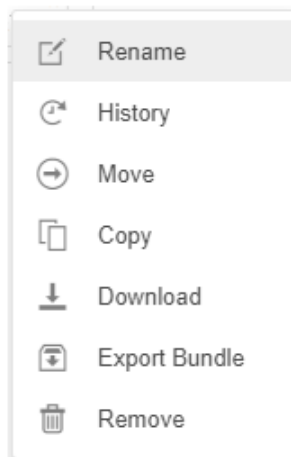 Rename
History
Move
Copy
Download
Export Bundle
Remove